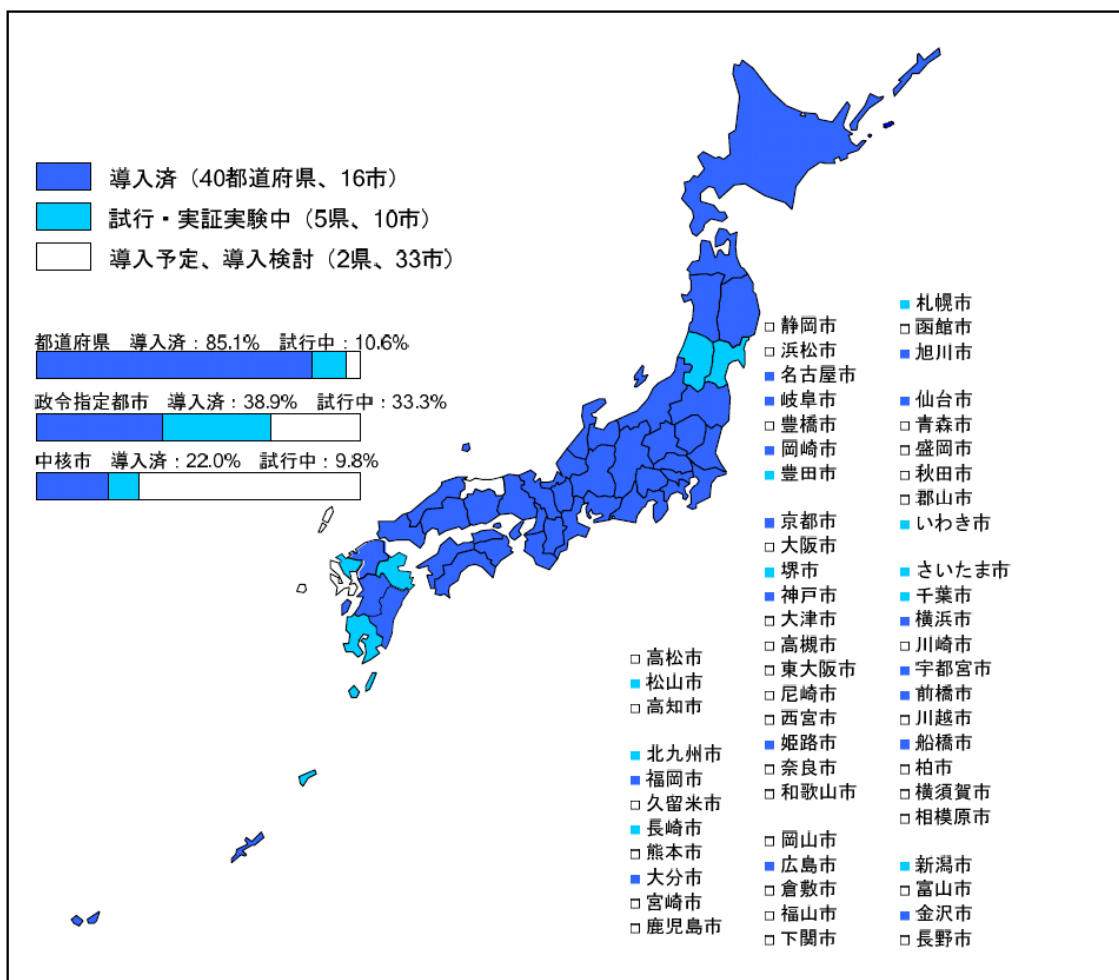 導入済（40都道府県、16市）
試行・実証実験中（5県、10市）
導入予定、導入検討（2県、33市）
都道府県　導入済：85.1%　試行中：10.6%
政令指定都市　導入済：38.9%　試行中：33.3%
中核市　導入済：22.0%　試行中：9.8%
高松市
松山市
高知市
北九州市
福岡市
久留米市
長崎市
熊本市
大分市
宮崎市
鹿児島市
静岡市
浜松市
名古屋市
岐阜市
豊橋市
岡崎市
豊田市
京都市
大阪市
堺市
神戸市
大津市
高槻市
東大阪市
尼崎市
西宮市
姫路市
奈良市
和歌山市
岡山市
広島市
倉敷市
福山市
下関市
札幌市
函館市
旭川市
仙台市
青森市
盛岡市
秋田市
郡山市
いわき市
さいたま市
千葉市
横浜市
川崎市
宇都宮市
前橋市
川越市
船橋市
柏市
横須賀市
相模原市
新潟市
富山市
金沢市
長野市